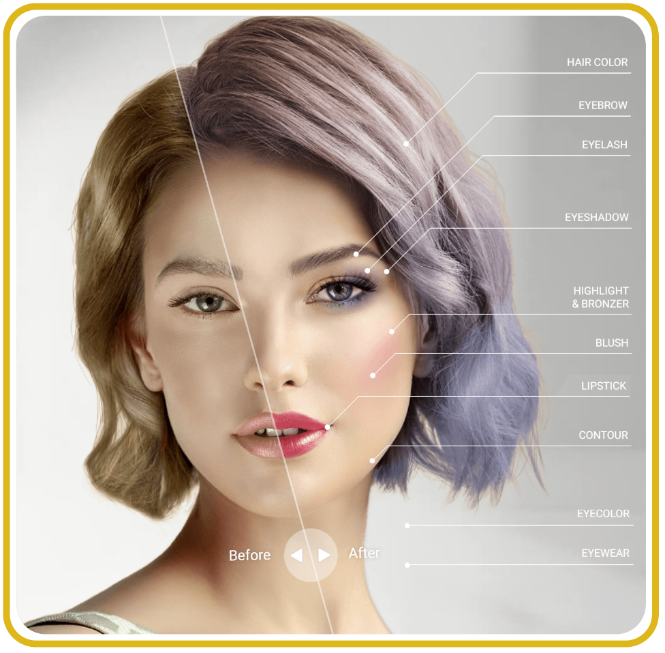 HAIR COLOR
EYEBROW
EYELASH
EYESHADOW
HIGHLIGHT
& BRONZER
BLUSH
LIPSTICK
CONTOUR
EYECOLOR
Before After
EYEWEAR